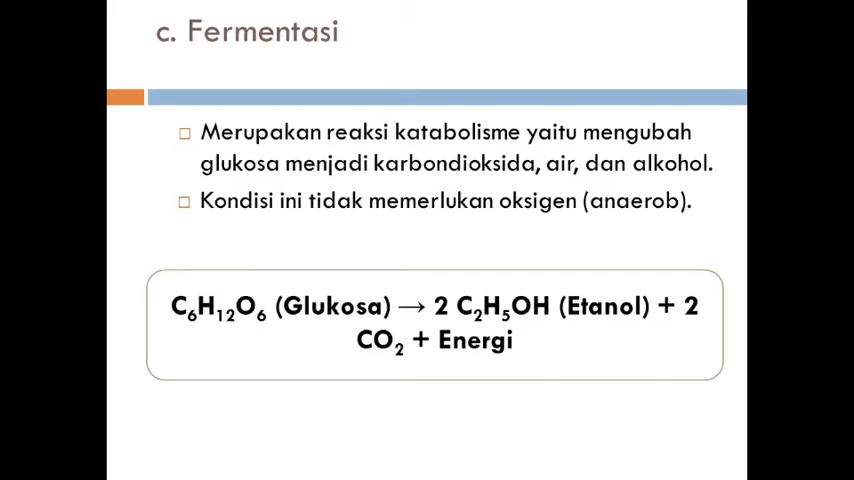 c. Fermentasi
Merupakan reaksi katabolisme yaitu mengubah
glukosa menjadi karbondioksida, air, dan alkohol.
Kondisi ini tidak memerlukan oksigen (anaerob).
C₆H₁₂O₆ (Glukosa) → 2 C₂H₅OH (Etanol) + 2
CO₂ + Energi